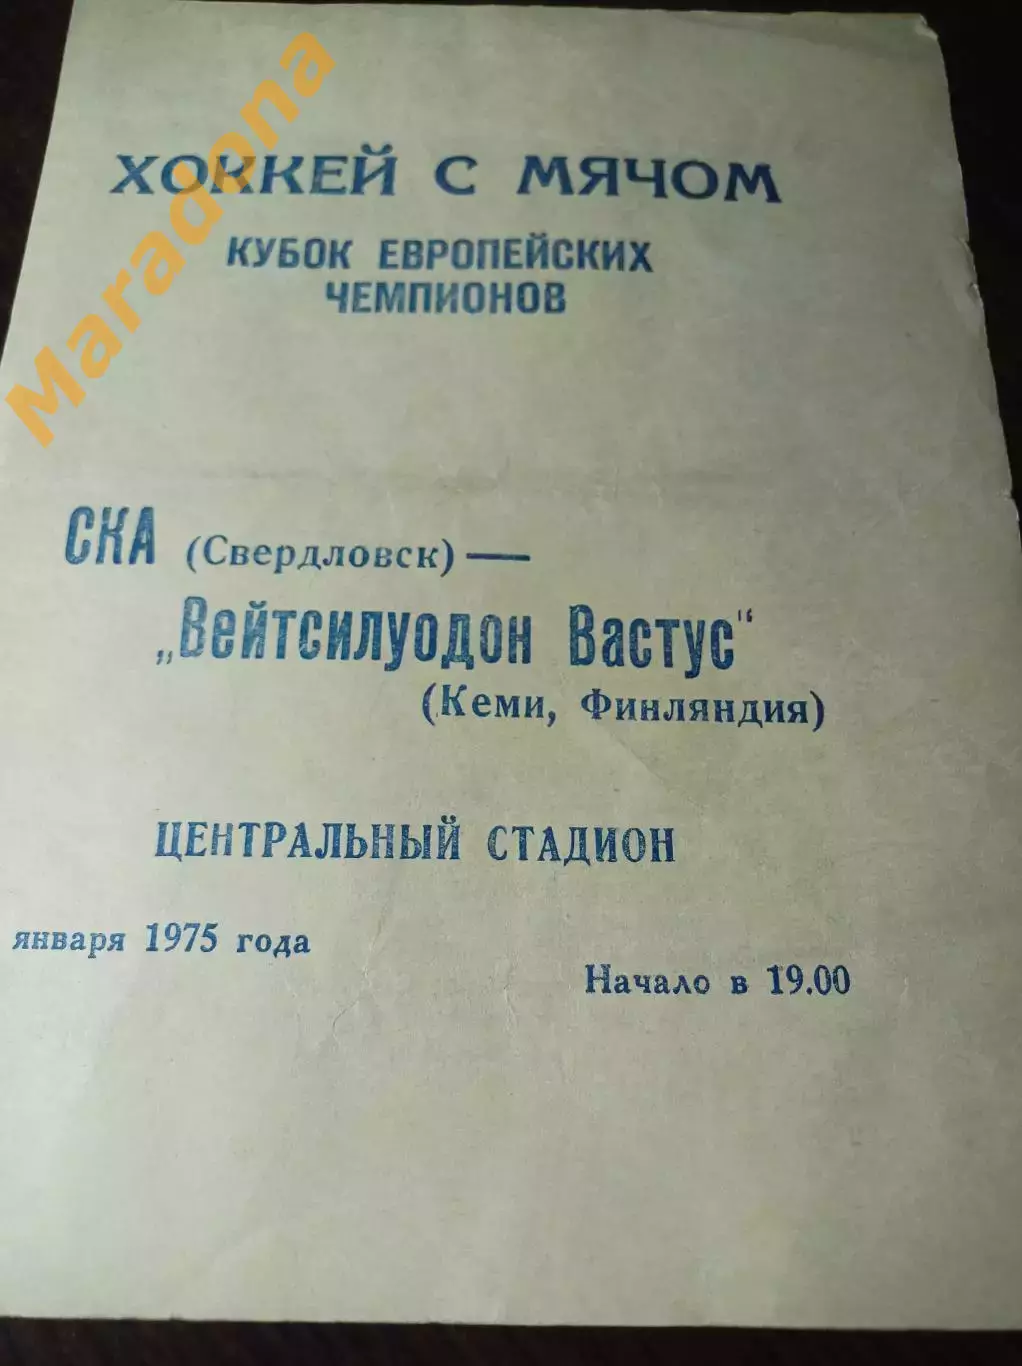 ХОККЕЙ С МЯЧОМ
КУБОК ЕВРОПЕЙСКИХ
ЧЕМПИОНОВ
СКА (Свердловск) —
„Вейтсилуодон Вастус“
(Кеми, Финляндия)
ЦЕНТРАЛЬНЫЙ СТАДИОН
января 1975 года
Начало в 19.00
Maradona